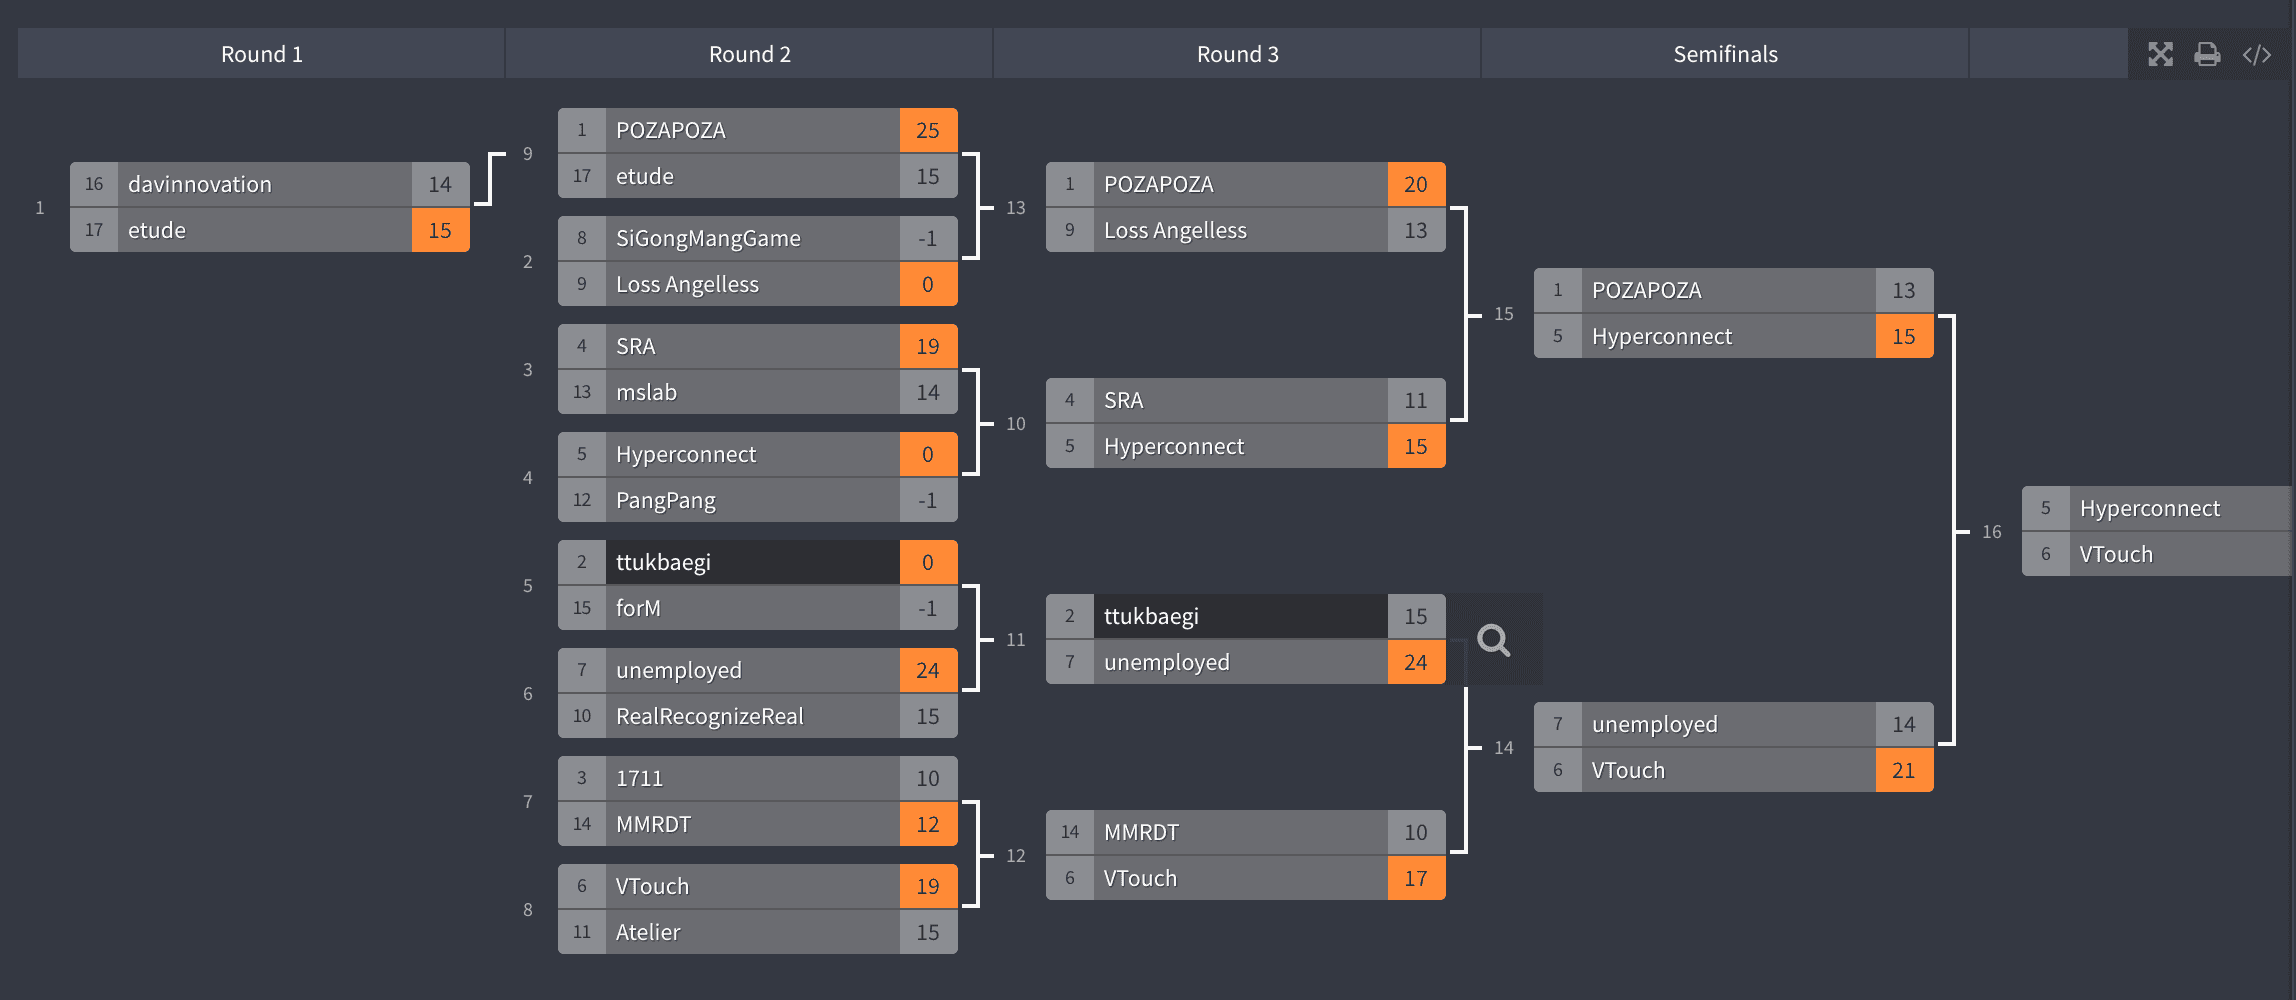 Round 1
Round 2
Round 3
Semifinals
1
16 davinnovation 14
17 etude 15
9
1 POZAPOZA 25
17 etude 15
2
8 SiGongMangGame -1
9 Loss Angelless 0
3
4 SRA 19
13 mslab 14
4
5 Hyperconnect 0
12 PangPang -1
5
2 ttukbaegi 0
15 forM -1
6
7 unemployed 24
10 RealRecognizeReal 15
7
3 1711 10
14 MMRDT 12
8
6 VTouch 19
11 Atelier 15
13
1 POZAPOZA 20
9 Loss Angelless 13
10
4 SRA 11
5 Hyperconnect 15
11
2 ttukbaegi 15
7 unemployed 24
12
14 MMRDT 10
6 VTouch 17
15
1 POZAPOZA 13
5 Hyperconnect 15
14
7 unemployed 14
6 VTouch 21
16
5 Hyperconnect
6 VTouch